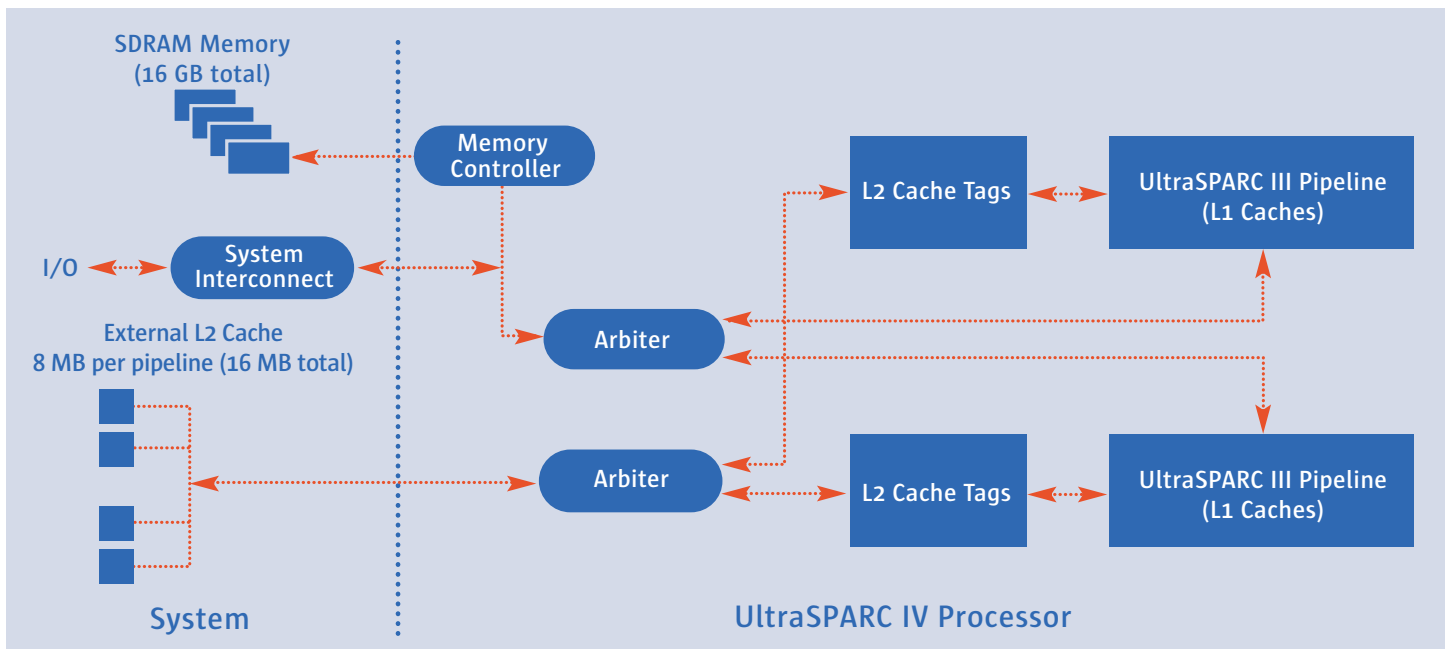 SDRAM Memory
(16 GB total)
Memory
Controller
L2 Cache Tags
UltraSPARC III Pipeline
(L1 Caches)
I/O
System
Interconnect
External L2 Cache
8 MB per pipeline (16 MB total)
Arbiter
Arbiter
L2 Cache Tags
UltraSPARC III Pipeline
(L1 Caches)
System
UltraSPARC IV Processor